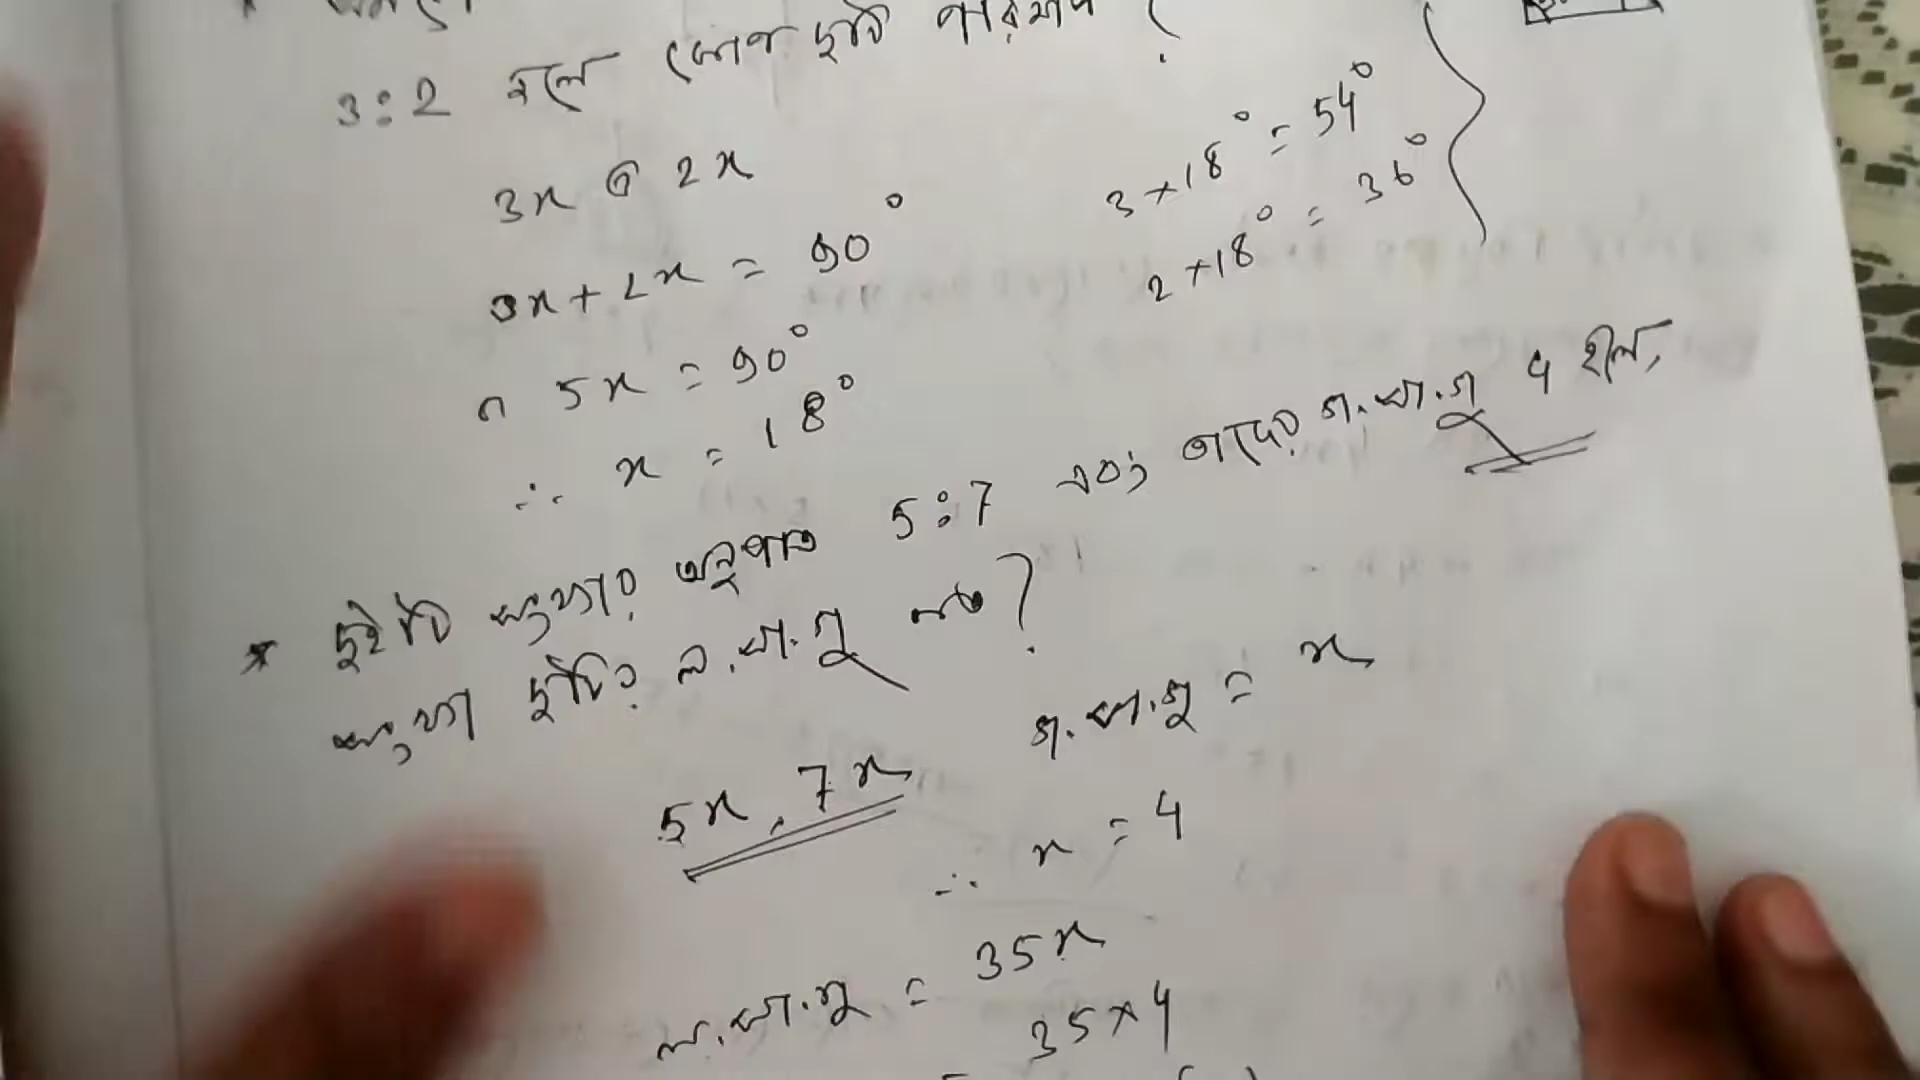 3:2 হলে কোণ দুটি পরিমাণ ?
3x ও 2x
3x + 2x = 90°
বা 5x = 90°
∴ x = 18°
3×18° = 54°
2×18° = 36°
* দুইটি সংখ্যার অনুপাত 5:7 এবং তাদের গ.সা.গু 4 হলে,
সংখ্যা দুটির ল.সা.গু কত?
5x, 7x
গ.সা.গু = x
∴ x = 4
ল.সা.গু = 35x
35×4